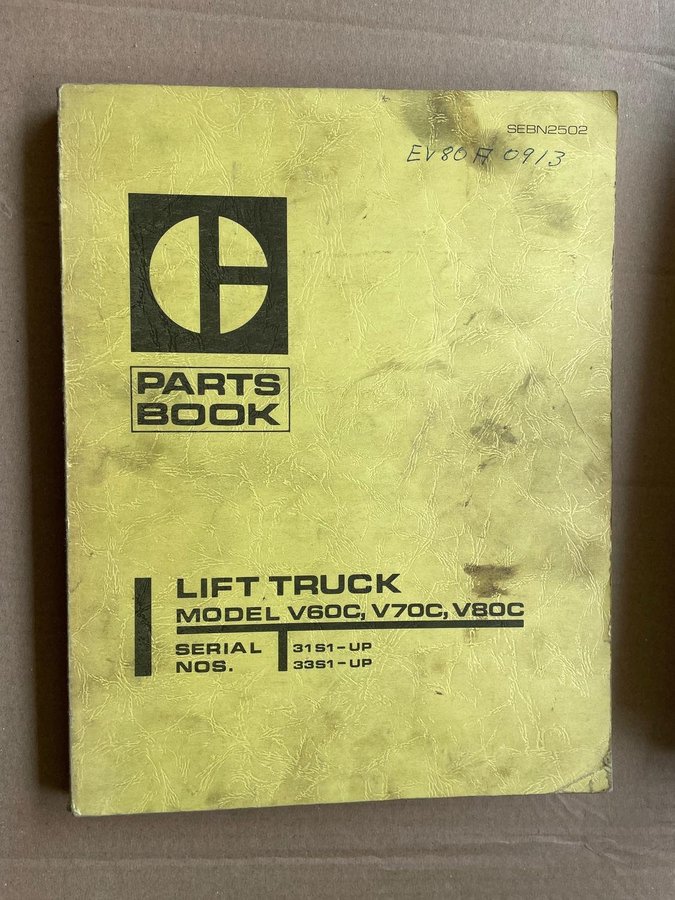 SEBN2502
EV80A 0913
PARTS
BOOK
LIFT TRUCK
MODEL V60C, V70C, V80C
SERIAL NOS.
31S1-UP
33S1-UP